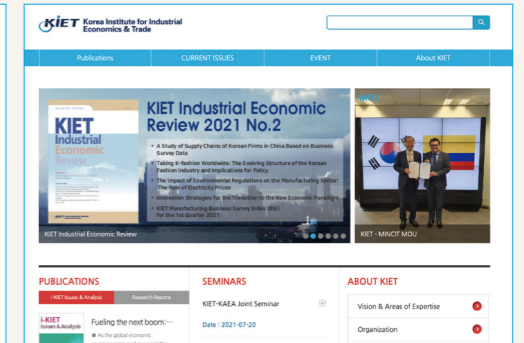 KIET Korea Institute for Industrial
Economics & Trade
Publications
CURRENT ISSUES
EVENT
About KIET
KIET
Industrial
Economic
Review
KIET Industrial Economic
Review 2021 No.2
• A Study of Supply Chains of Korean Firms in China Based on Business
Survey Data
• Taking K-fashion Worldwide: The Evolving Structure of the Korean
Fashion Industry and Implications for Policy
• The Impact of Environmental Regulations on the Manufacturing Sector:
The Role of Electricity Prices
• Innovation Strategies for the Transition to the New Economic Paradigm
• KIET Manufacturing Business Survey Index (BSI)
for the 1st Quarter 2021
KIET Industrial Economic Review
KIET - MINCIT MOU
PUBLICATIONS
i-KIET Issues & Analysis
Research Reports
i-KIET
Issues & Analysis
Fueling the next boom:···
• As the global economic
SEMINARS
KIET-KAEA Joint Seminar
Date : 2021-07-20
ABOUT KIET
Vision & Areas of Expertise
Organization